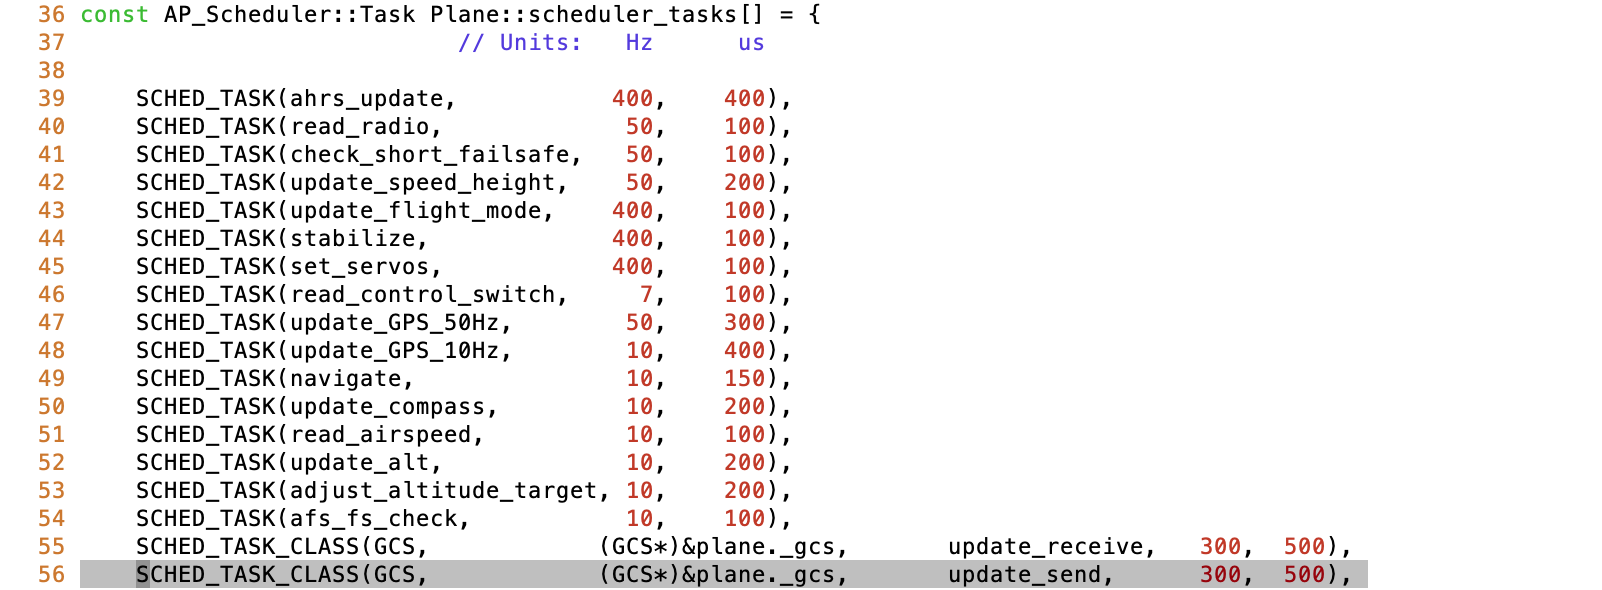 36 const AP_Scheduler::Task Plane::scheduler_tasks[] = {
37                            // Units:   Hz      us
38
39     SCHED_TASK(ahrs_update,           400,    400),
40     SCHED_TASK(read_radio,             50,    100),
41     SCHED_TASK(check_short_failsafe,   50,    100),
42     SCHED_TASK(update_speed_height,    50,    200),
43     SCHED_TASK(update_flight_mode,    400,    100),
44     SCHED_TASK(stabilize,             400,    100),
45     SCHED_TASK(set_servos,            400,    100),
46     SCHED_TASK(read_control_switch,     7,    100),
47     SCHED_TASK(update_GPS_50Hz,        50,    300),
48     SCHED_TASK(update_GPS_10Hz,        10,    400),
49     SCHED_TASK(navigate,               10,    150),
50     SCHED_TASK(update_compass,         10,    200),
51     SCHED_TASK(read_airspeed,          10,    100),
52     SCHED_TASK(update_alt,             10,    200),
53     SCHED_TASK(adjust_altitude_target, 10,    200),
54     SCHED_TASK(afs_fs_check,           10,    100),
55     SCHED_TASK_CLASS(GCS,            (GCS*)&plane._gcs,       update_receive,   300,  500),
56     SCHED_TASK_CLASS(GCS,            (GCS*)&plane._gcs,       update_send,      300,  500),